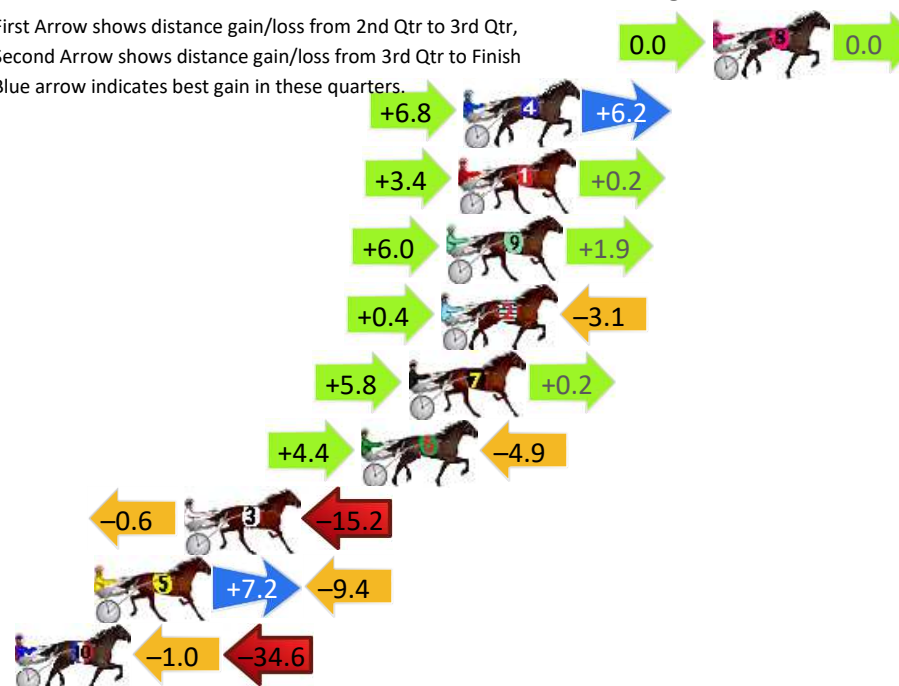 First Arrow shows distance gain/loss from 2nd Qtr to 3rd Qtr,
Second Arrow shows distance gain/loss from 3rd Qtr to Finish
Blue arrow indicates best gain in these quarters.
0.0 8 0.0
+6.8 4 +6.2
+3.4 1 +0.2
+6.0 9 +1.9
+0.4 2 –3.1
+5.8 7 +0.2
+4.4 6 –4.9
–0.6 3 –15.2
5 +7.2 –9.4
10 –1.0 –34.6